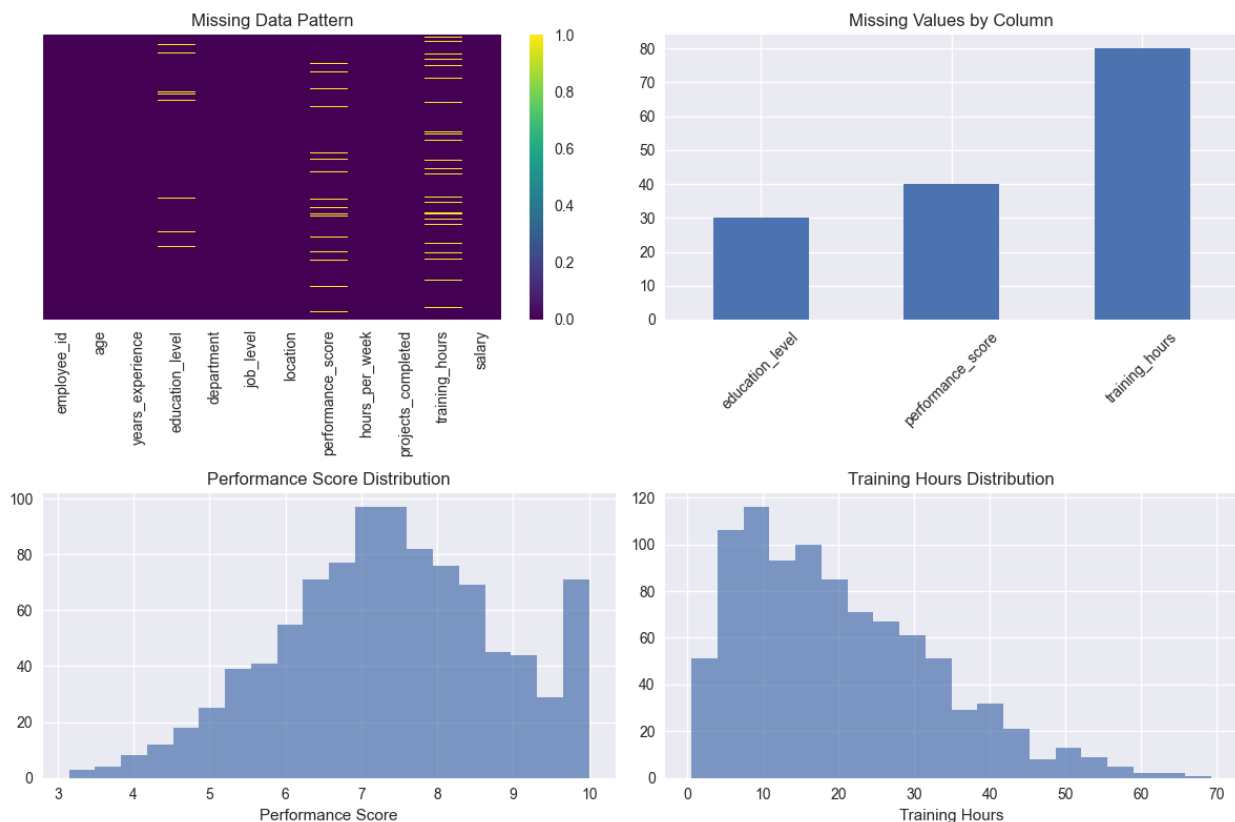 Missing Data Pattern
1.0
0.8
0.6
0.4
0.2
0.0
employee_id
age
years_experience
education_level
department
job_level
location
performance_score
hours_per_week
projects_completed
training_hours
salary
Missing Values by Column
80
70
60
50
40
30
20
10
0
education_level
performance_score
training_hours
Performance Score Distribution
100
80
60
40
20
0
3 4 5 6 7 8 9 10
Performance Score
Training Hours Distribution
120
100
80
60
40
20
0
0 10 20 30 40 50 60 70
Training Hours